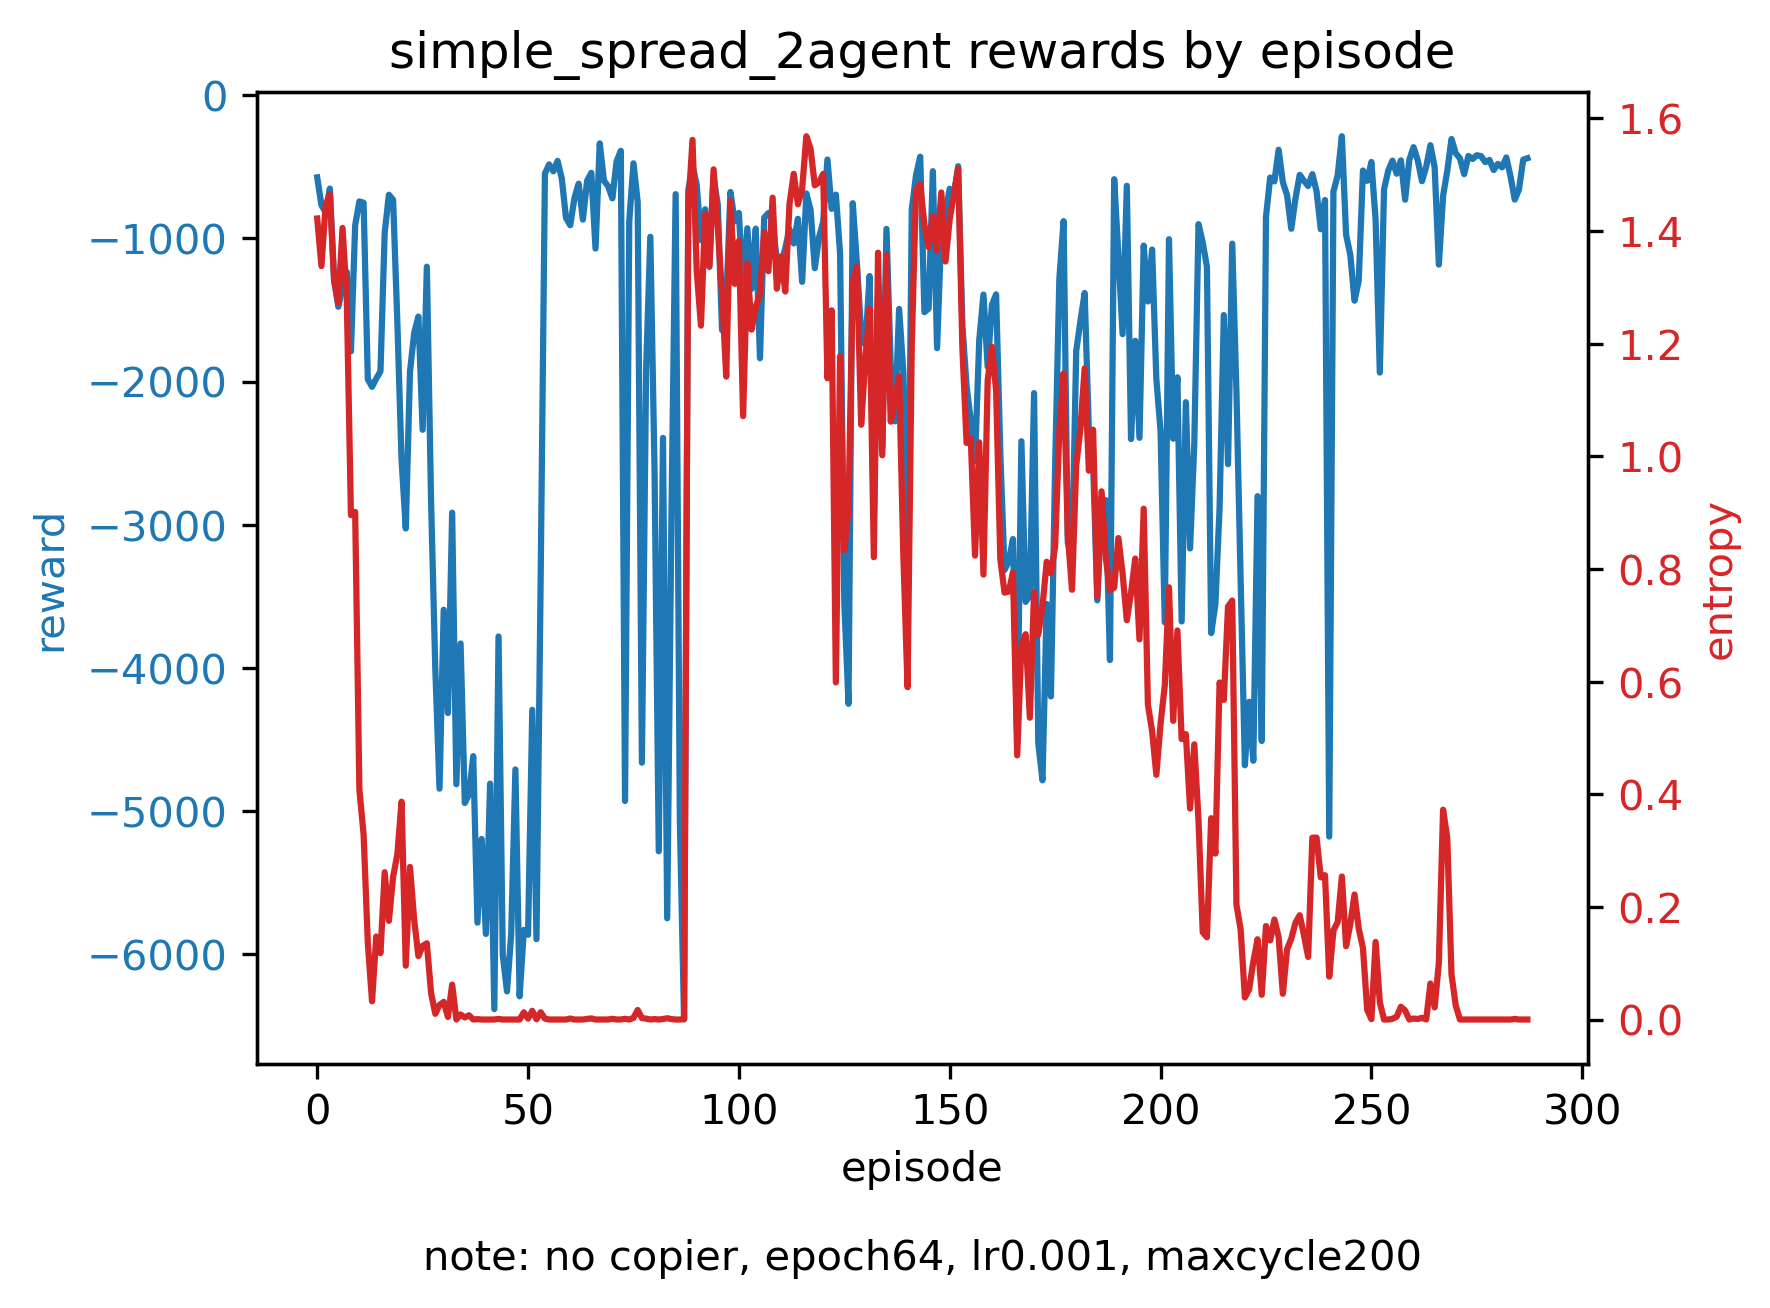 simple_spread_2agent rewards by episode
0
−1000
−2000
−3000
−4000
−5000
−6000
reward
1.6
1.4
1.2
1.0
0.8
0.6
0.4
0.2
0.0
entropy
0 50 100 150 200 250 300
episode
note: no copier, epoch64, lr0.001, maxcycle200